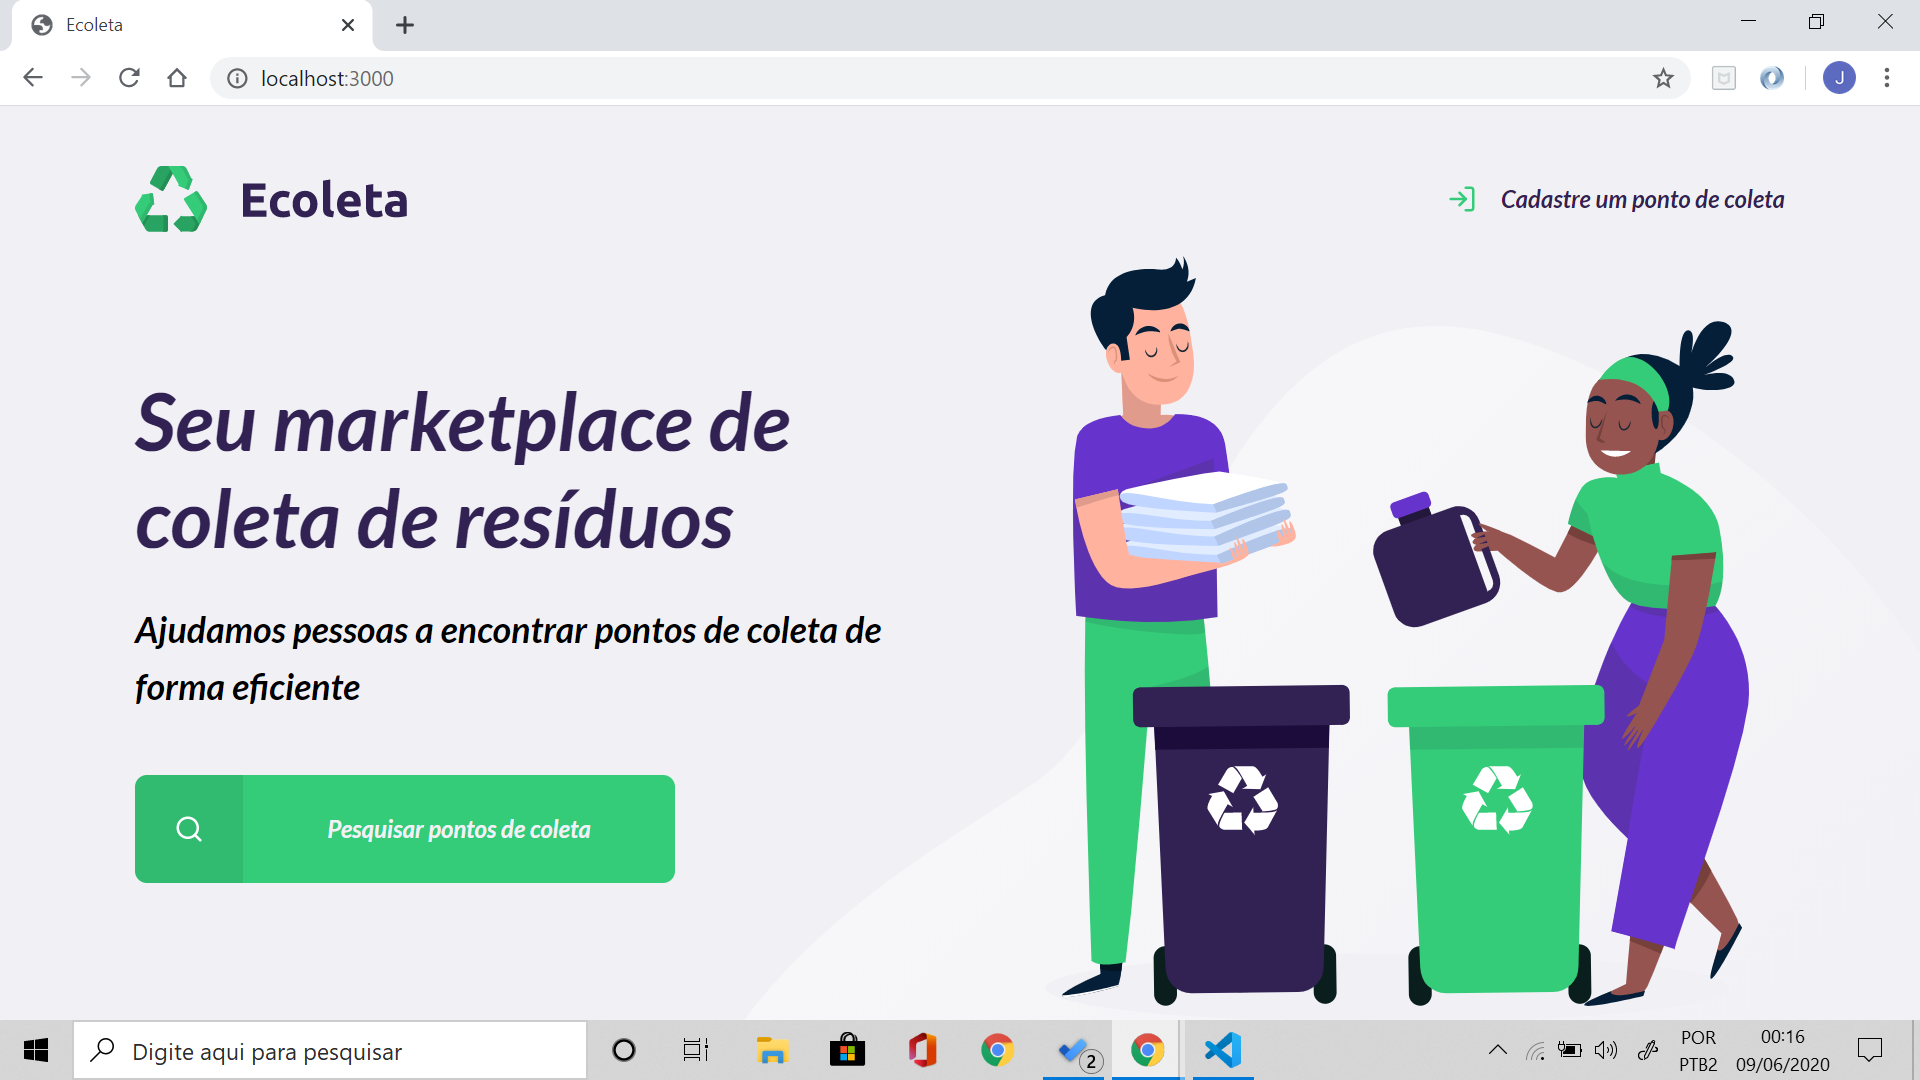 Ecoleta
localhost:3000
J
Ecoleta
Cadastre um ponto de coleta
Seu marketplace de
coleta de resíduos
Ajudamos pessoas a encontrar pontos de coleta de
forma eficiente
Pesquisar pontos de coleta
Digite aqui para pesquisar
2
POR
PTB2
00:16
09/06/2020